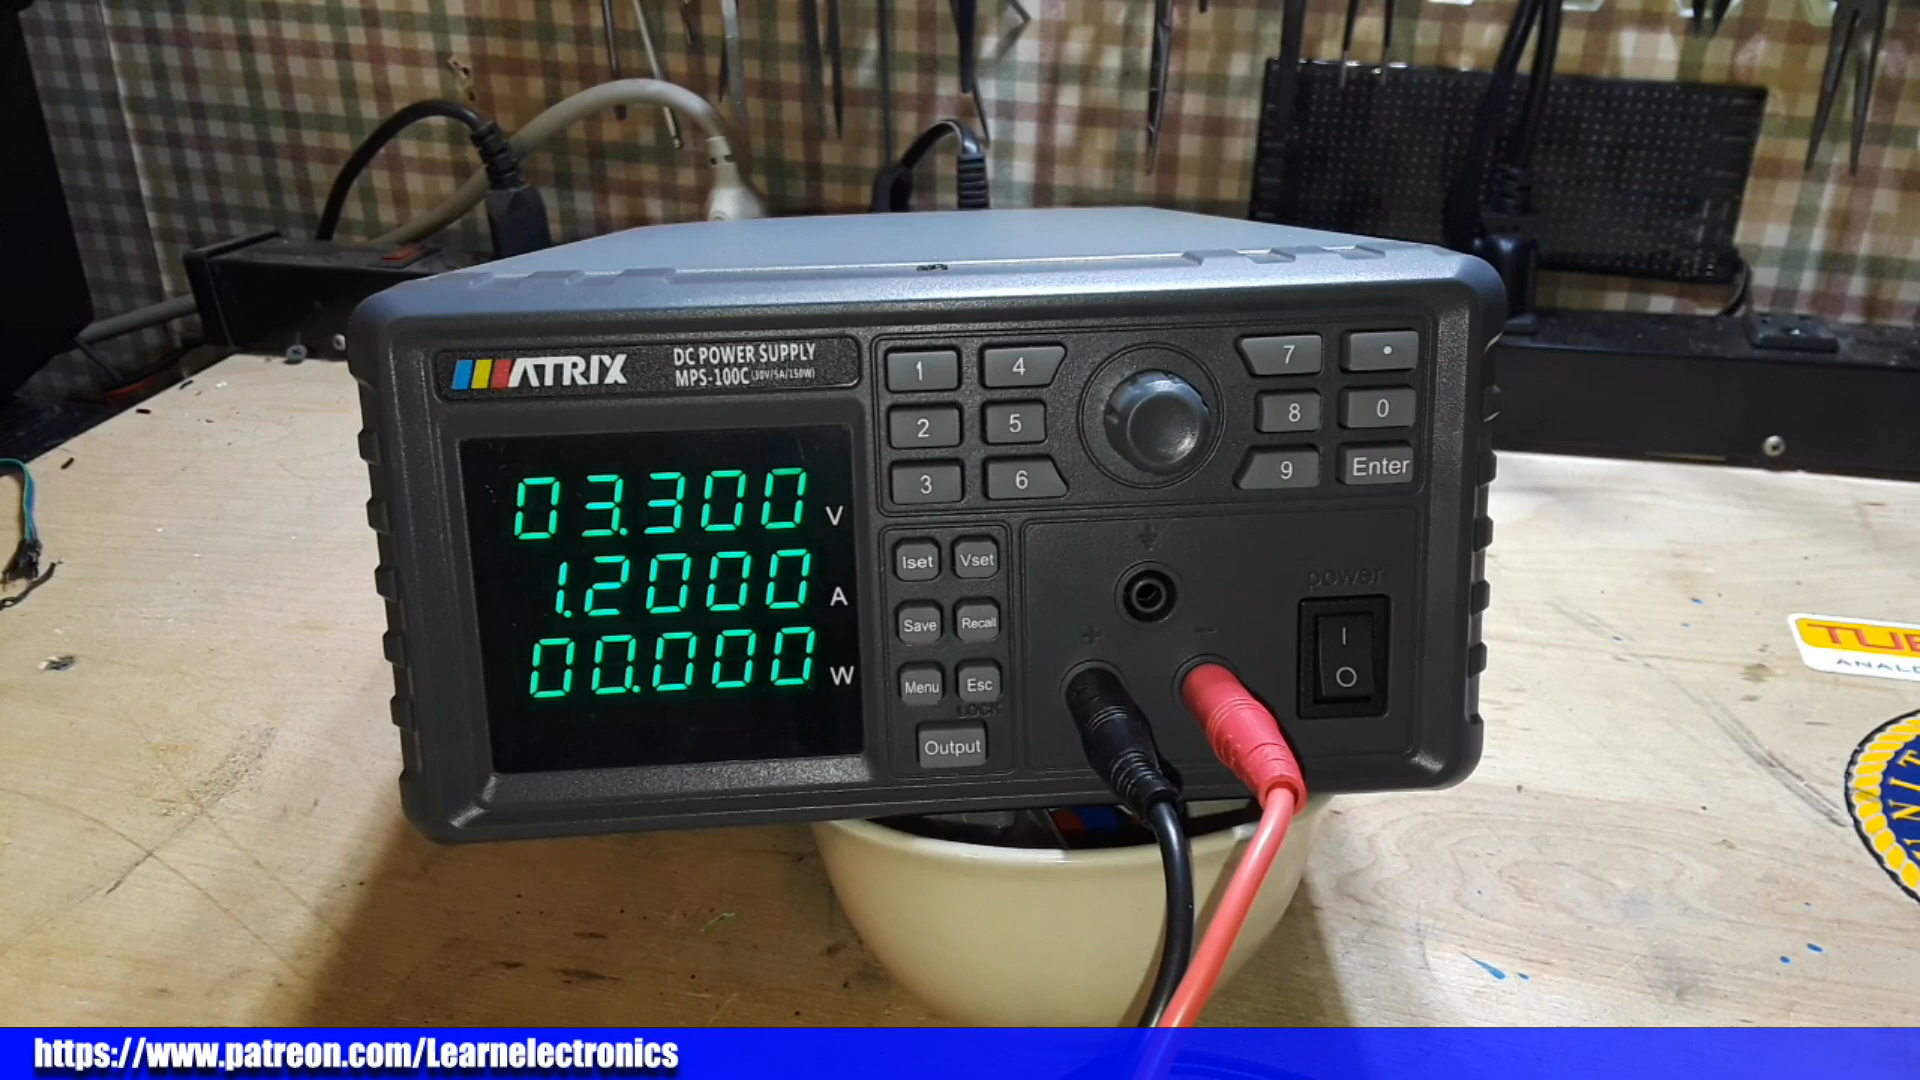 MATRIX
DC POWER SUPPLY
MPS-100C (30V/5A/150W)
1
4
7
.
2
5
8
0
3
6
9
Enter
03.300 V
1.2000 A
00.000 W
Iset
Vset
Save
Recall
Menu
Esc
LOCK
Output
power
+
-
I
O
ANALO
https://www.patreon.com/Learnelectronics